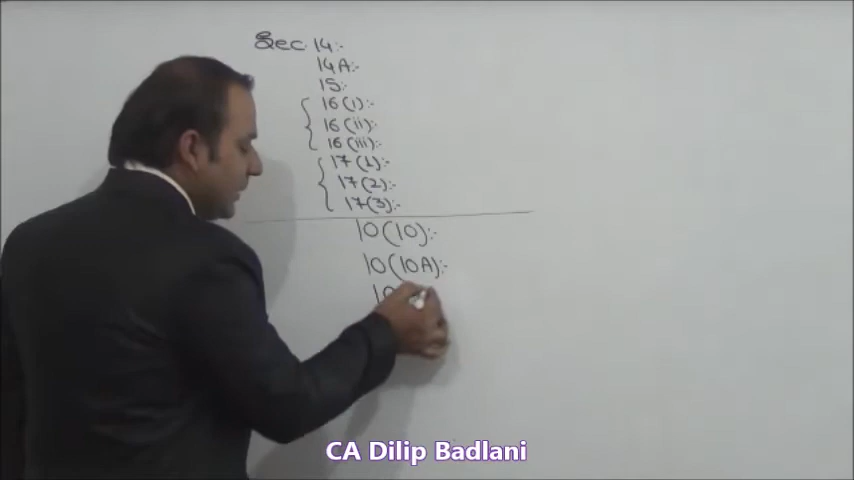 Sec. 14:-
14A:-
15:-
16(i):-
16(ii):-
16(iii):-
17(1):-
17(2):-
17(3):-
10(10):-
10(10A):-
10
CA Dilip Badlani